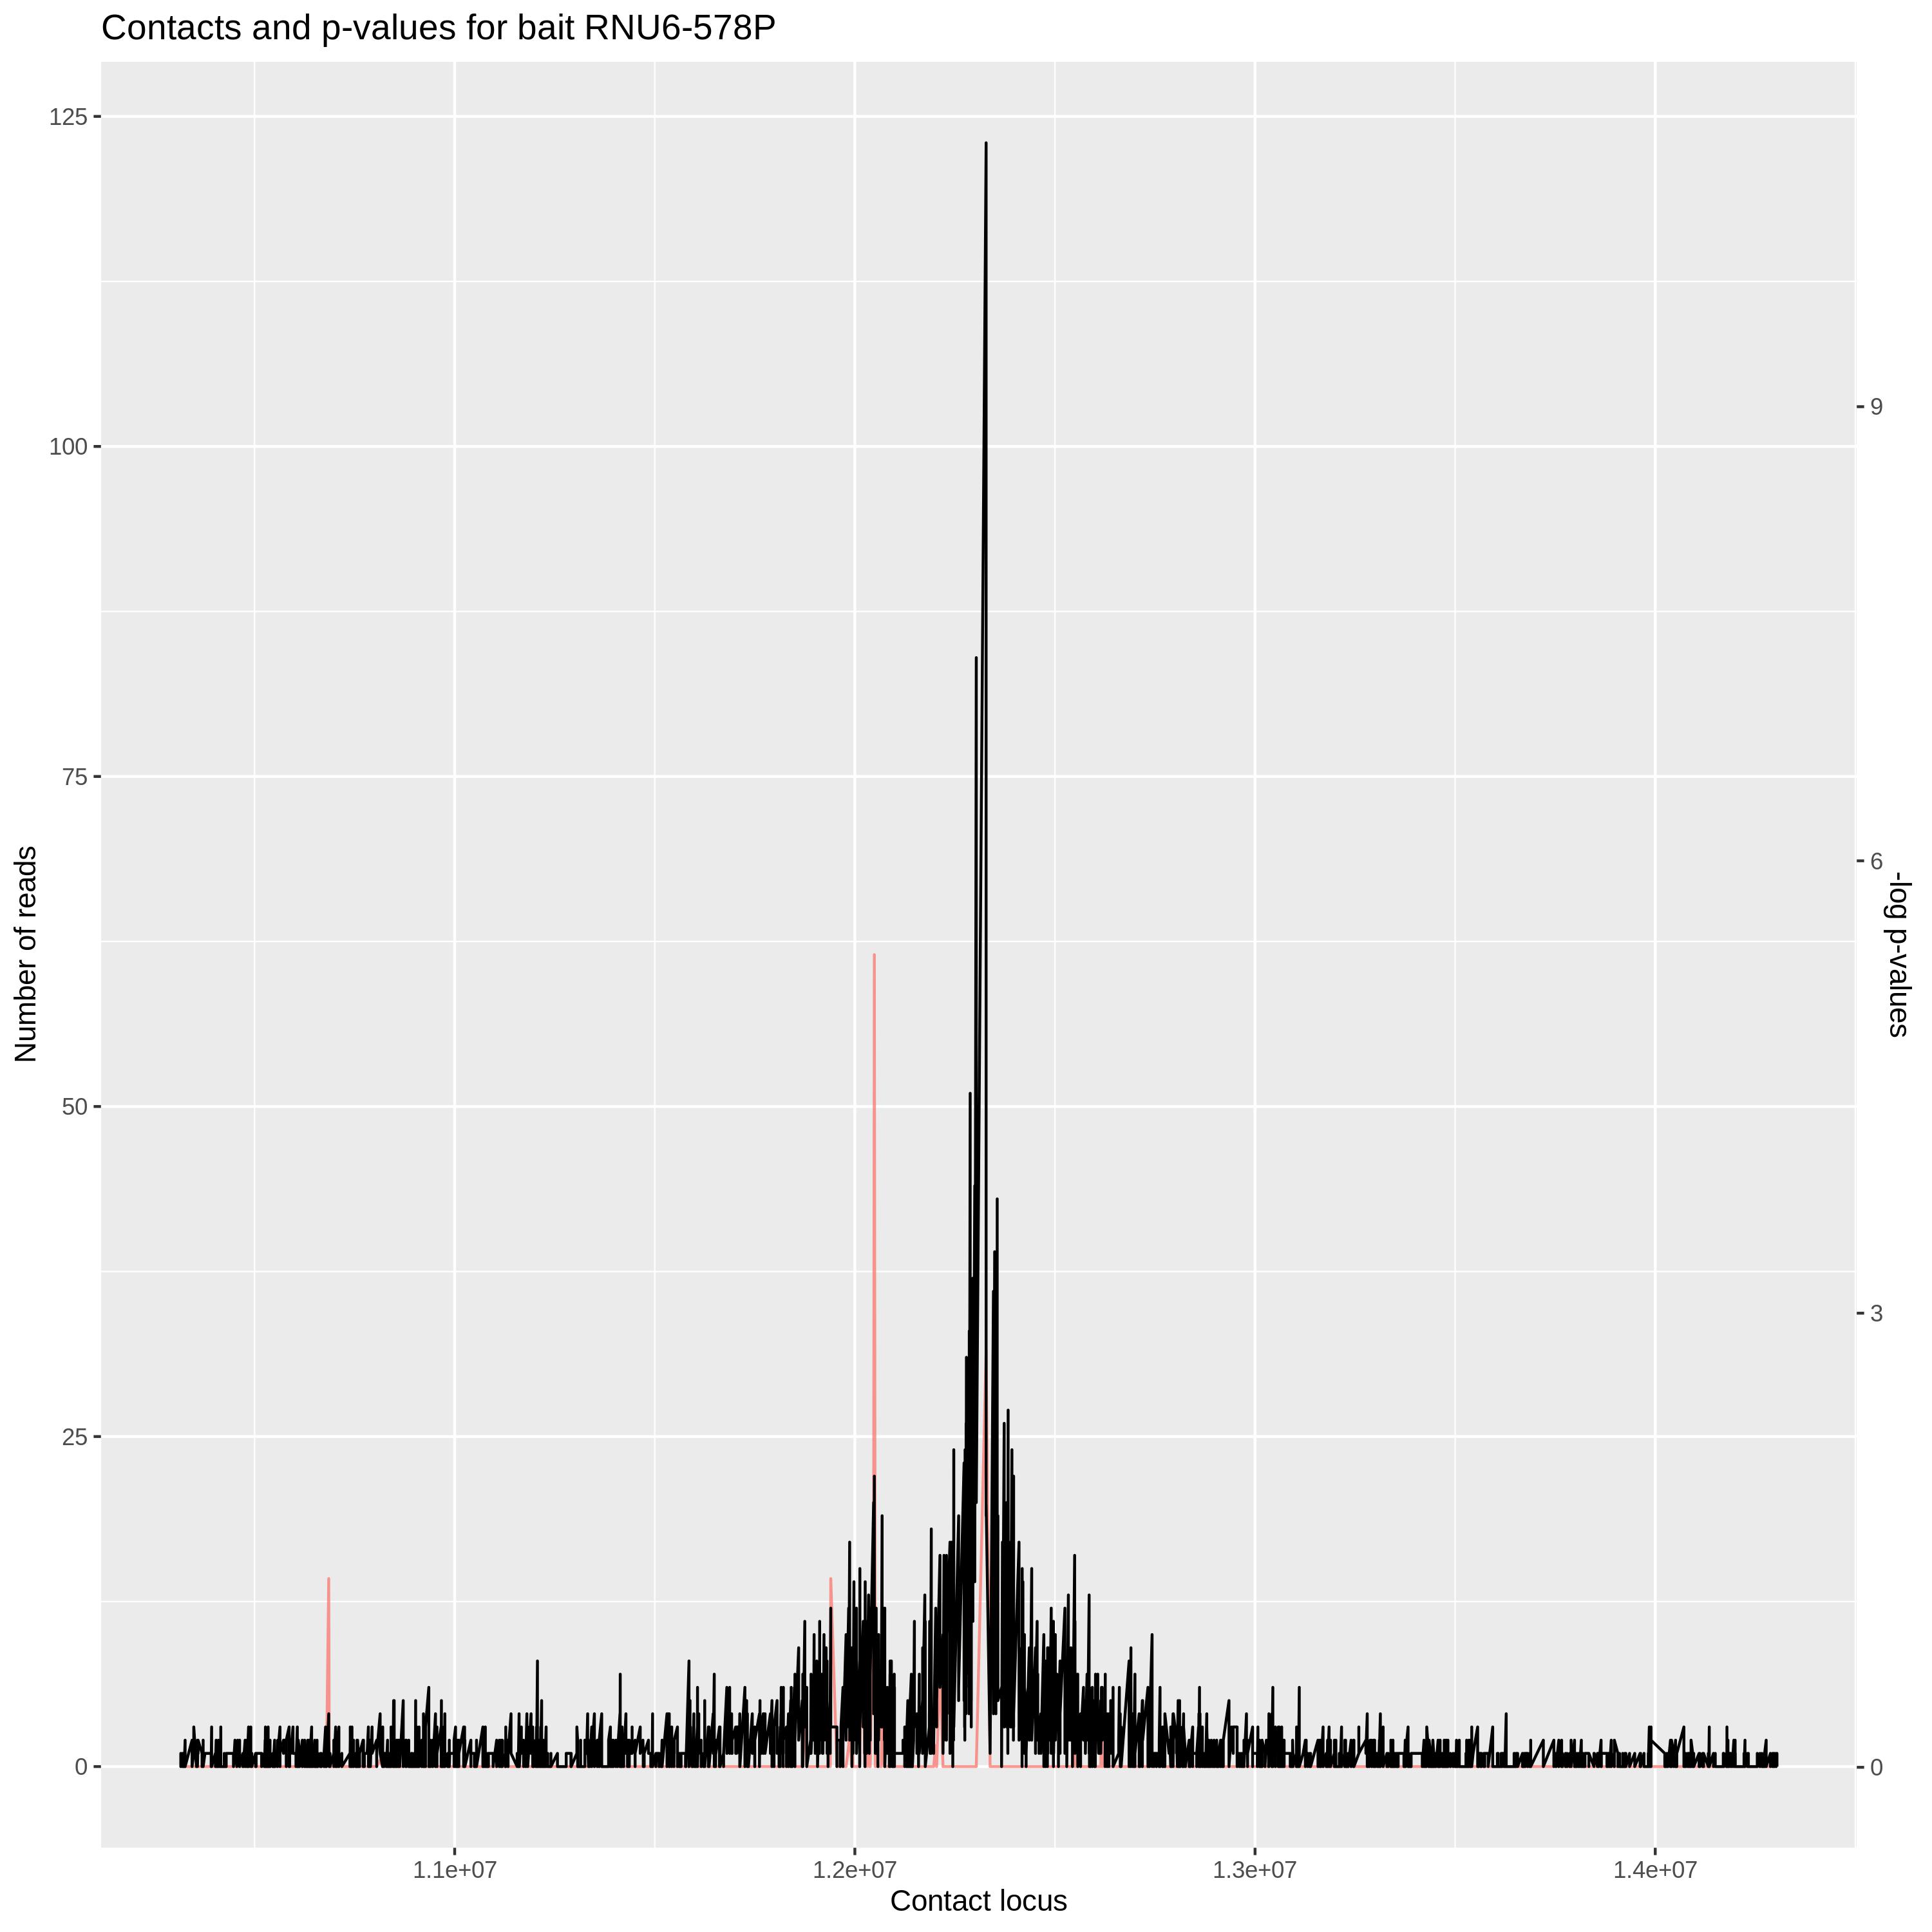 Contacts and p-values for bait RNU6-578P
125
100
75
50
25
0
Number of reads
9
6
3
0
-log p-values
1.1e+07
1.2e+07
1.3e+07
1.4e+07
Contact locus